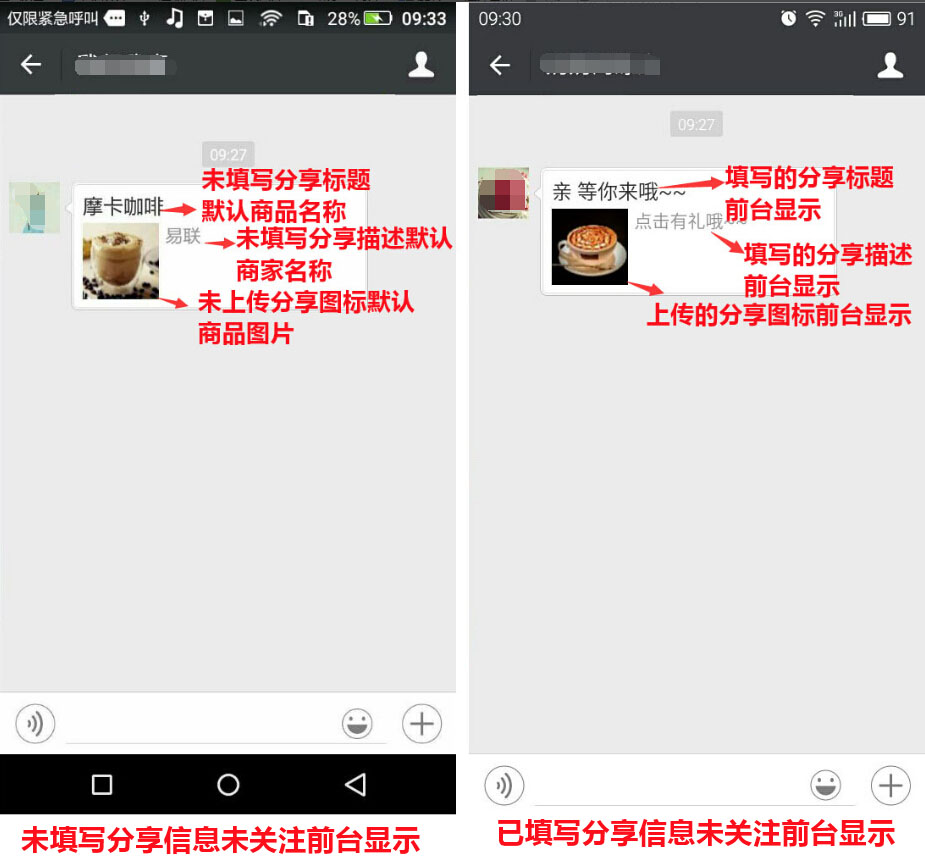 仅限紧急呼叫 28% 09:33
09:27
未填写分享标题
默认商品名称
摩卡咖啡
易联
未填写分享描述默认
商家名称
未上传分享图标默认
商品图片
未填写分享信息未关注前台显示
09:30 3G 91
09:27
亲 等你来哦~~
填写的分享标题
前台显示
点击有礼哦~~
填写的分享描述
前台显示
上传的分享图标前台显示
已填写分享信息未关注前台显示